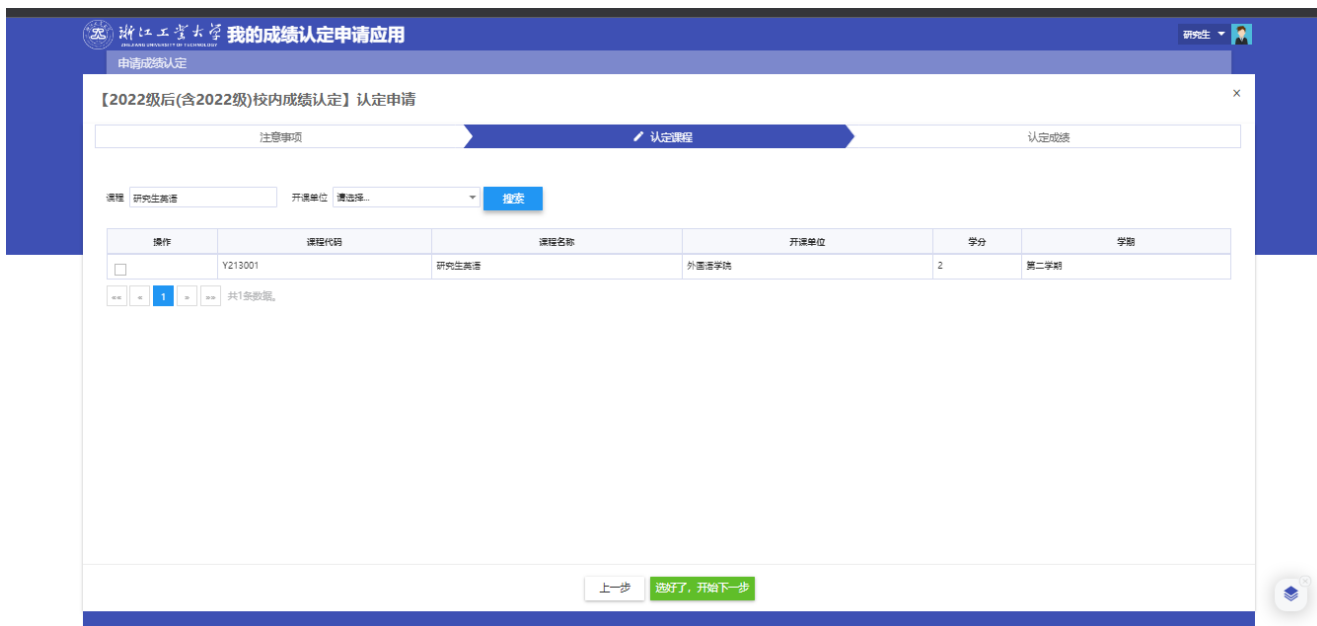 浙江工业大学 我的成绩认定申请应用
研究生
申请成绩认定
【2022级后(含2022级)校内成绩认定】认定申请
×
注意事项 认定课程 认定成绩
课程 研究生英语 开课单位 请选择... 搜索
操作 课程代码 课程名称 开课单位 学分 学期
Y213001 研究生英语 外国语学院 2 第二学期
«« « 1 » »» 共1条数据。
上一步 选好了，开始下一步